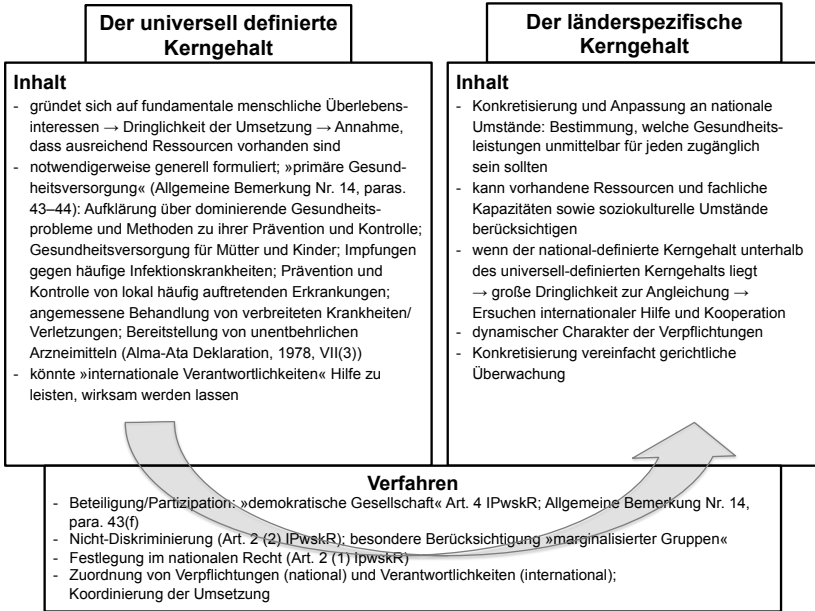 Der universell definierte
Kerngehalt
Inhalt
- gründet sich auf fundamentale menschliche Überlebens-
interessen → Dringlichkeit der Umsetzung → Annahme,
dass ausreichend Ressourcen vorhanden sind
- notwendigerweise generell formuliert; »primäre Gesund-
heitsversorgung« (Allgemeine Bemerkung Nr. 14, paras.
43–44): Aufklärung über dominierende Gesundheits-
probleme und Methoden zu ihrer Prävention und Kontrolle;
Gesundheitsversorgung für Mütter und Kinder; Impfungen
gegen häufige Infektionskrankheiten; Prävention und
Kontrolle von lokal häufig auftretenden Erkrankungen;
angemessene Behandlung von verbreiteten Krankheiten/
Verletzungen; Bereitstellung von unentbehrlichen
Arzneimitteln (Alma-Ata Deklaration, 1978, VII(3))
- könnte »internationale Verantwortlichkeiten« Hilfe zu
leisten, wirksam werden lassen
Der länderspezifische
Kerngehalt
Inhalt
- Konkretisierung und Anpassung an nationale
Umstände: Bestimmung, welche Gesundheits-
leistungen unmittelbar für jeden zugänglich
sein sollten
- kann vorhandene Ressourcen und fachliche
Kapazitäten sowie soziokulturelle Umstände
berücksichtigen
- wenn der national-definierte Kerngehalt unterhalb
des universell-definierten Kerngehalts liegt
→ große Dringlichkeit zur Angleichung →
Ersuchen internationaler Hilfe und Kooperation
- dynamischer Charakter der Verpflichtungen
- Konkretisierung vereinfacht gerichtliche
Überwachung
Verfahren
- Beteiligung/Partizipation: »demokratische Gesellschaft« Art. 4 IPwskR; Allgemeine Bemerkung Nr. 14,
para. 43(f)
- Nicht-Diskriminierung (Art. 2 (2) IPwskR); besondere Berücksichtigung »marginalisierter Gruppen«
- Festlegung im nationalen Recht (Art. 2 (1) IpwskR)
- Zuordnung von Verpflichtungen (national) und Verantwortlichkeiten (international);
Koordinierung der Umsetzung